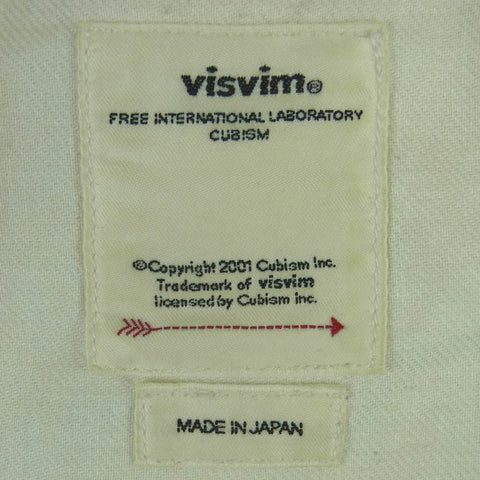 visvim®
FREE INTERNATIONAL LABORATORY
CUBISM
©Copyright 2001 Cubism Inc.
Trademark of visvim
licensed by Cubism inc.
MADE IN JAPAN